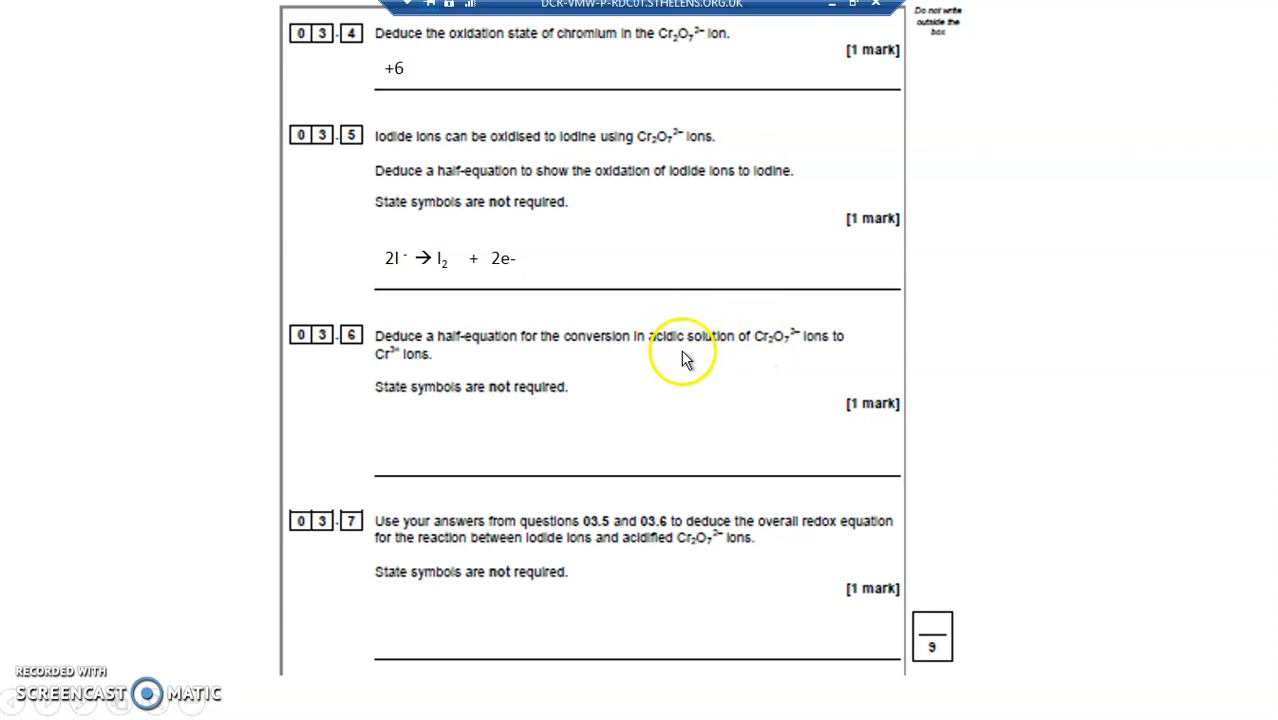 DCR-VMW-P-RDC01.STHELENS.ORG.UK
Do not write
outside the
box
0 3 . 4 Deduce the oxidation state of chromium in the Cr₂O₇²⁻ ion.
[1 mark]
+6
0 3 . 5 Iodide ions can be oxidised to iodine using Cr₂O₇²⁻ ions.
Deduce a half-equation to show the oxidation of iodide ions to iodine.
State symbols are not required.
[1 mark]
2I⁻ → I₂ + 2e-
0 3 . 6 Deduce a half-equation for the conversion in acidic solution of Cr₂O₇²⁻ ions to
Cr³⁺ ions.
State symbols are not required.
[1 mark]
0 3 . 7 Use your answers from questions 03.5 and 03.6 to deduce the overall redox equation
for the reaction between iodide ions and acidified Cr₂O₇²⁻ ions.
State symbols are not required.
[1 mark]
9
RECORDED WITH
SCREENCAST MATIC